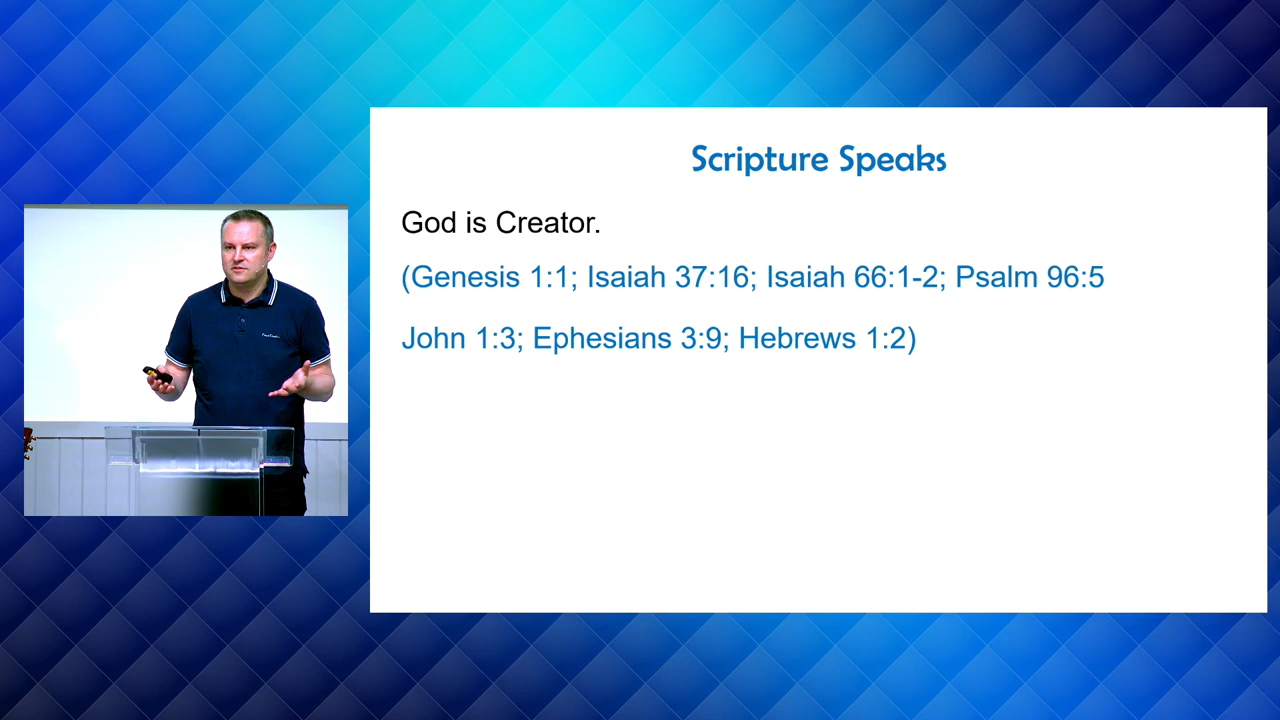 Scripture Speaks
God is Creator.
(Genesis 1:1; Isaiah 37:16; Isaiah 66:1-2; Psalm 96:5
John 1:3; Ephesians 3:9; Hebrews 1:2)